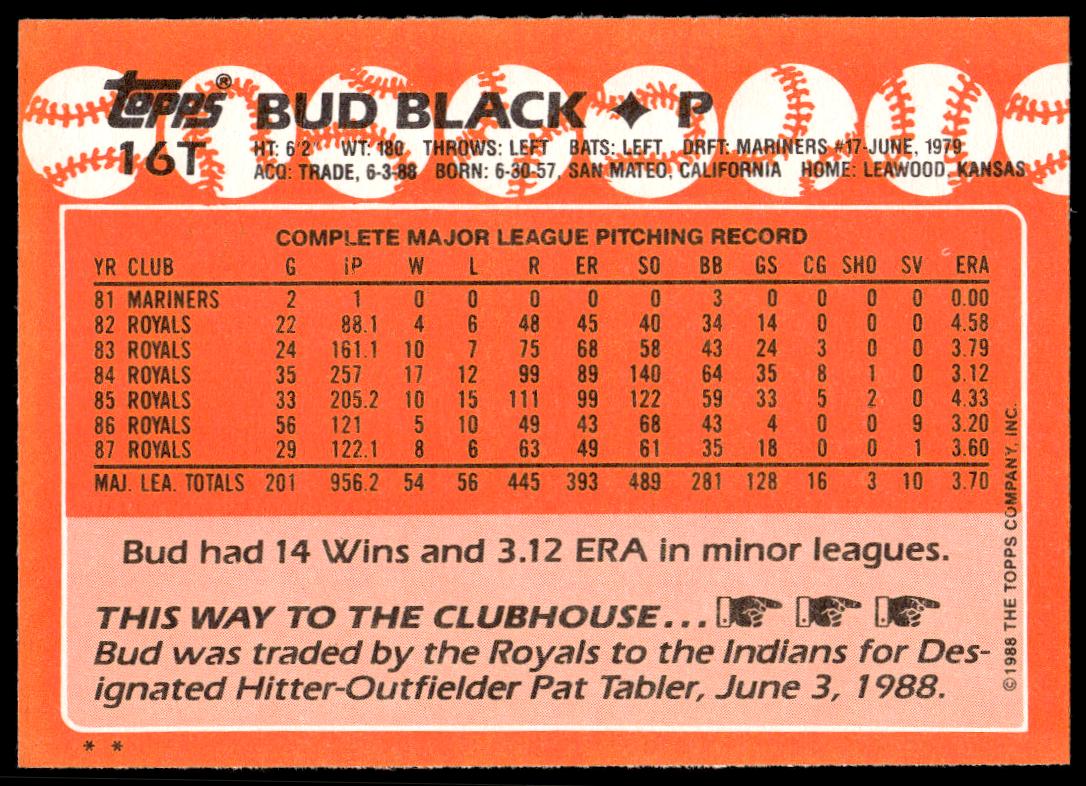 topps® BUD BLACK ✦ P
16T HT: 6'2" WT: 180 THROWS: LEFT BATS: LEFT DRFT: MARINERS #17-JUNE, 1979
ACQ: TRADE, 6-3-88 BORN: 6-30-57, SAN MATEO, CALIFORNIA HOME: LEAWOOD, KANSAS
COMPLETE MAJOR LEAGUE PITCHING RECORD
YR CLUB G IP W L R ER SO BB GS CG SHO SV ERA
81 MARINERS 2 1 0 0 0 0 0 3 0 0 0 0 0.00
82 ROYALS 22 88.1 4 6 48 45 40 34 14 0 0 0 4.58
83 ROYALS 24 161.1 10 7 75 68 58 43 24 3 0 0 3.79
84 ROYALS 35 257 17 12 99 89 140 64 35 8 1 0 3.12
85 ROYALS 33 205.2 10 15 111 99 122 59 33 5 2 0 4.33
86 ROYALS 56 121 5 10 49 43 68 43 4 0 0 9 3.20
87 ROYALS 29 122.1 8 6 63 49 61 35 18 0 0 1 3.60
MAJ. LEA. TOTALS 201 956.2 54 56 445 393 489 281 128 16 3 10 3.70
Bud had 14 Wins and 3.12 ERA in minor leagues.
THIS WAY TO THE CLUBHOUSE...
Bud was traded by the Royals to the Indians for Des-
ignated Hitter-Outfielder Pat Tabler, June 3, 1988.
©1988 THE TOPPS COMPANY, INC.
* *